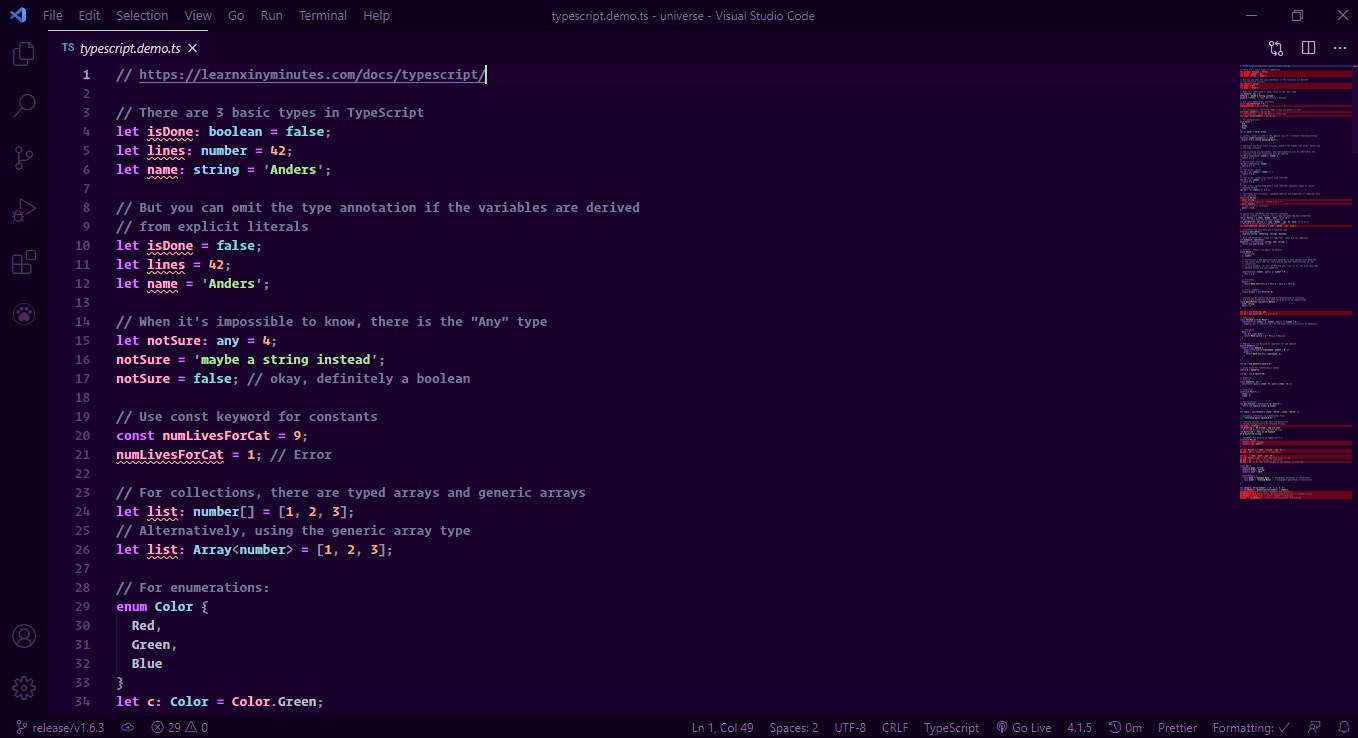 File Edit Selection View Go Run Terminal Help typescript.demo.ts - universe - Visual Studio Code
TS typescript.demo.ts
1 // https://learnxinyminutes.com/docs/typescript/
2
3 // There are 3 basic types in TypeScript
4 let isDone: boolean = false;
5 let lines: number = 42;
6 let name: string = 'Anders';
7
8 // But you can omit the type annotation if the variables are derived
9 // from explicit literals
10 let isDone = false;
11 let lines = 42;
12 let name = 'Anders';
13
14 // When it's impossible to know, there is the "Any" type
15 let notSure: any = 4;
16 notSure = 'maybe a string instead';
17 notSure = false; // okay, definitely a boolean
18
19 // Use const keyword for constants
20 const numLivesForCat = 9;
21 numLivesForCat = 1; // Error
22
23 // For collections, there are typed arrays and generic arrays
24 let list: number[] = [1, 2, 3];
25 // Alternatively, using the generic array type
26 let list: Array<number> = [1, 2, 3];
27
28 // For enumerations:
29 enum Color {
30 Red,
31 Green,
32 Blue
33 }
34 let c: Color = Color.Green;
release/v1.6.3 29 0 Ln 1, Col 49 Spaces: 2 UTF-8 CRLF TypeScript Go Live 4.1.5 0m Prettier Formatting: ✓